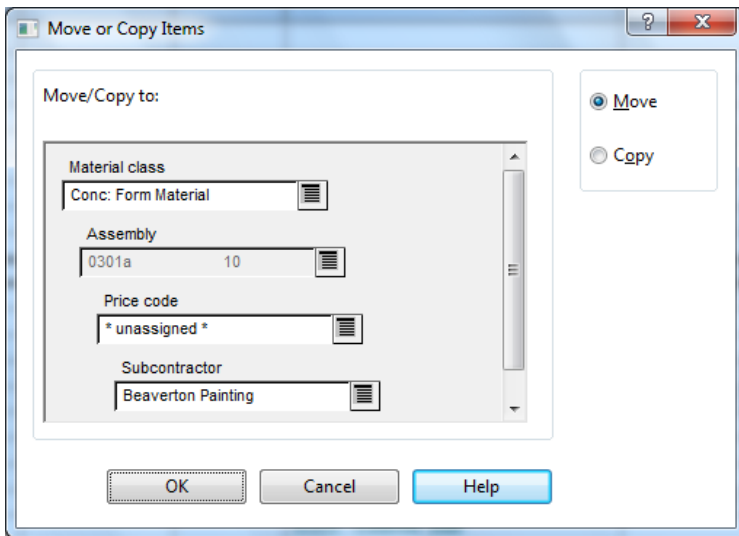 Move or Copy Items
Move/Copy to:
Material class
Conc: Form Material
Assembly
0301a 10
Price code
* unassigned *
Subcontractor
Beaverton Painting
Move
Copy
OK Cancel Help